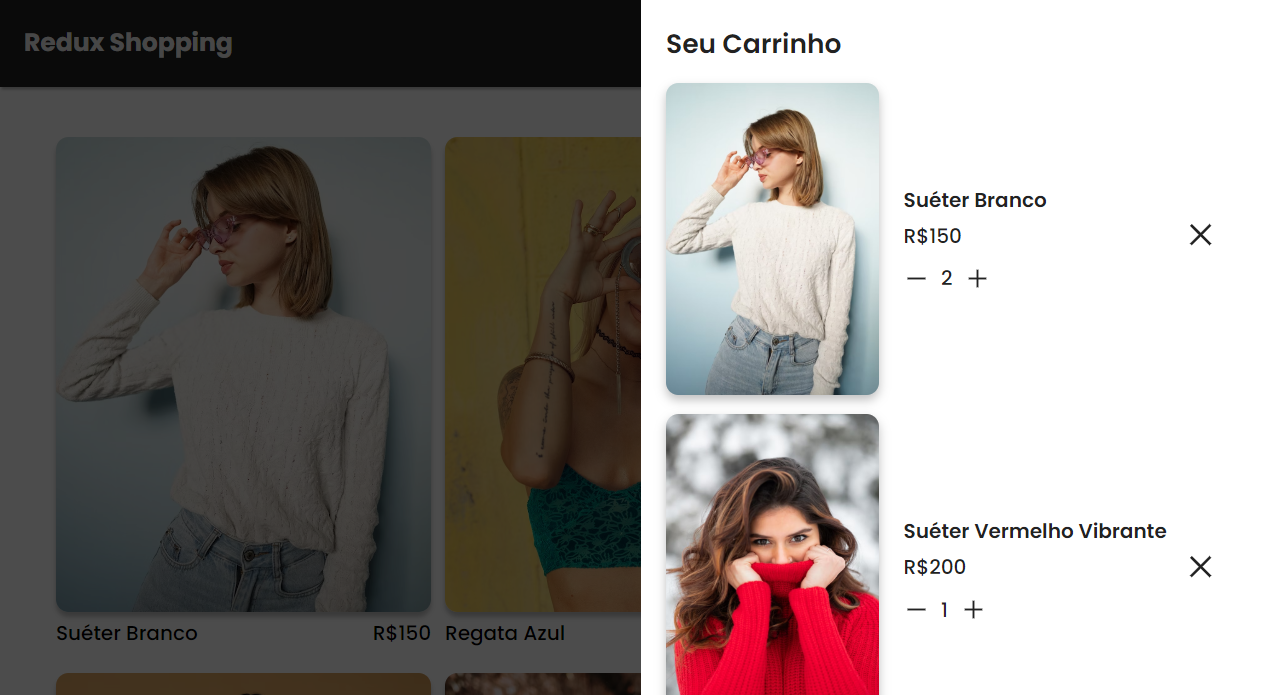 Redux Shopping
Suéter Branco R$150
Regata Azul
Seu Carrinho
Suéter Branco
R$150
2
Suéter Vermelho Vibrante
R$200
1